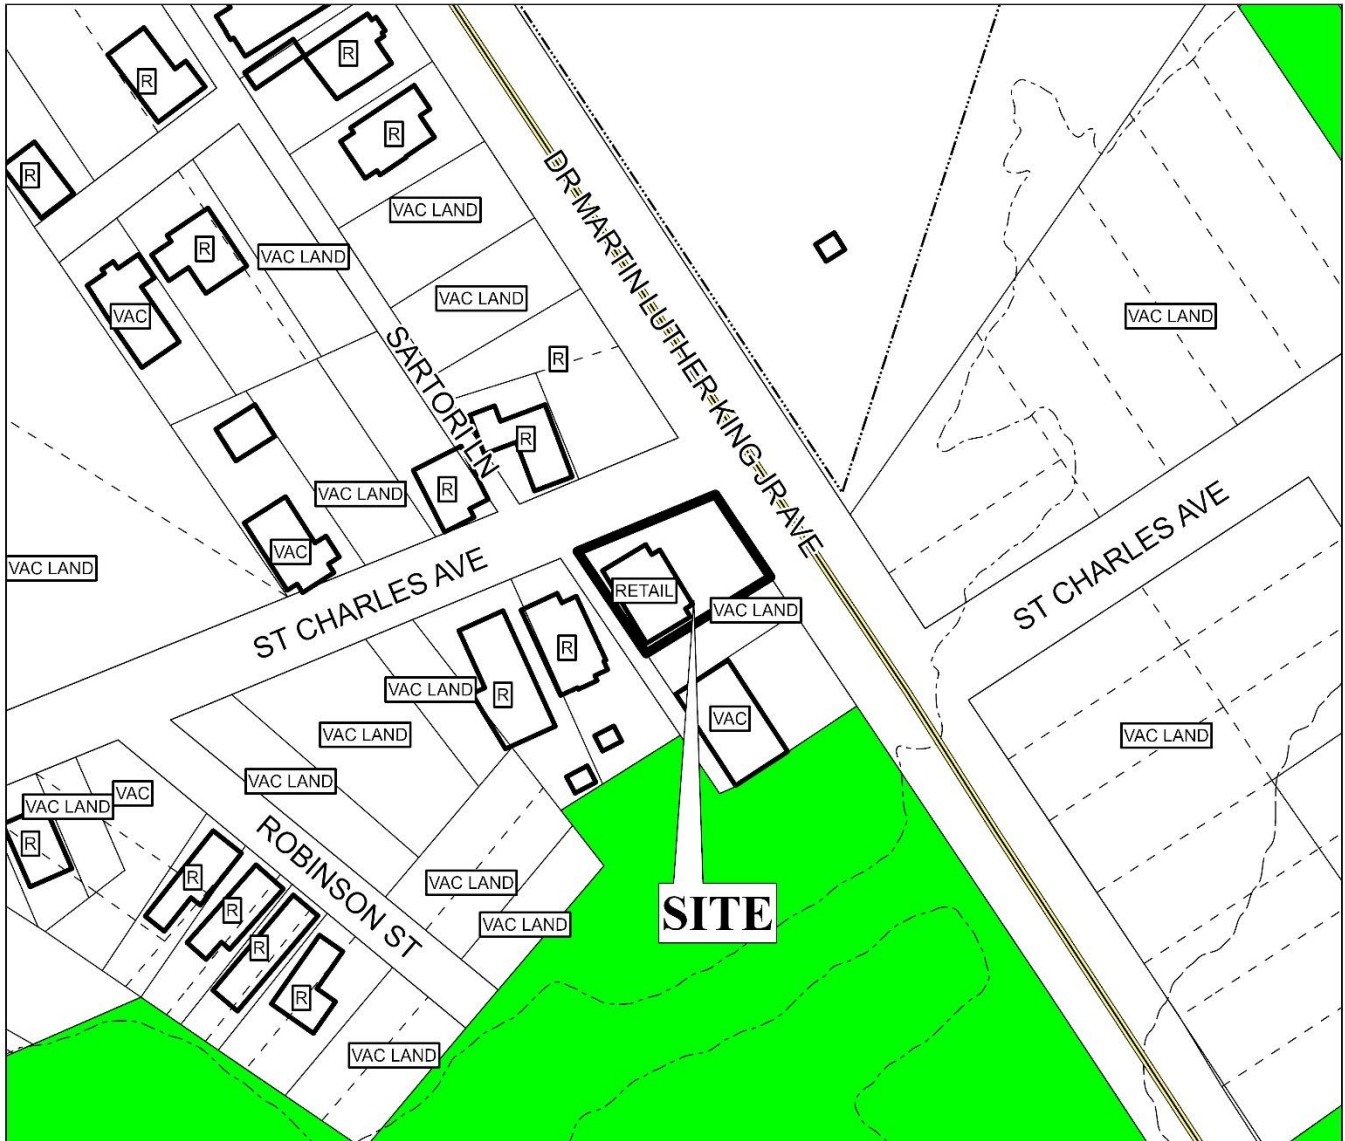 R
R
R
R
VAC LAND
R
VAC LAND
VAC LAND
VAC
VAC LAND
DR MARTIN LUTHER KING JR AVE
SARTORI LN
R
R
R
VAC LAND
VAC
VAC LAND
ST CHARLES AVE
ST CHARLES AVE
RETAIL
VAC LAND
R
R
VAC LAND
VAC
VAC LAND
VAC LAND
VAC LAND
VAC
VAC LAND
R
ROBINSON ST
R
R
R
R
VAC LAND
VAC LAND
SITE
VAC LAND